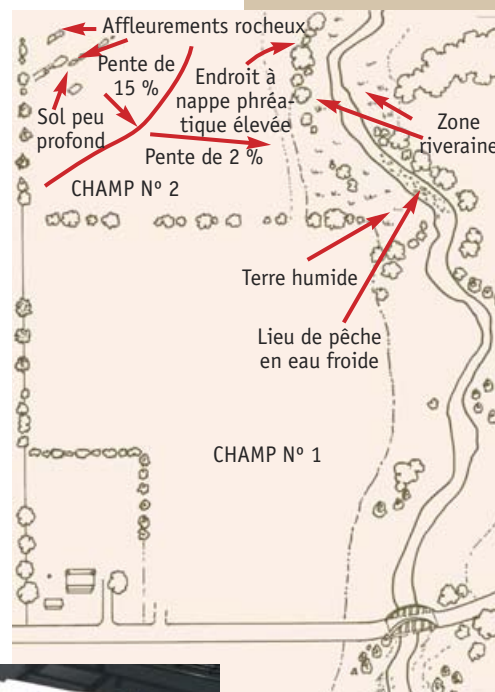 Affleurements rocheux
Pente de
15 %
Endroit à
nappe phréa-
tique élevée
Sol peu
profond
Zone
riveraine
Pente de 2 %
CHAMP Nº 2
Terre humide
Lieu de pêche
en eau froide
CHAMP Nº 1